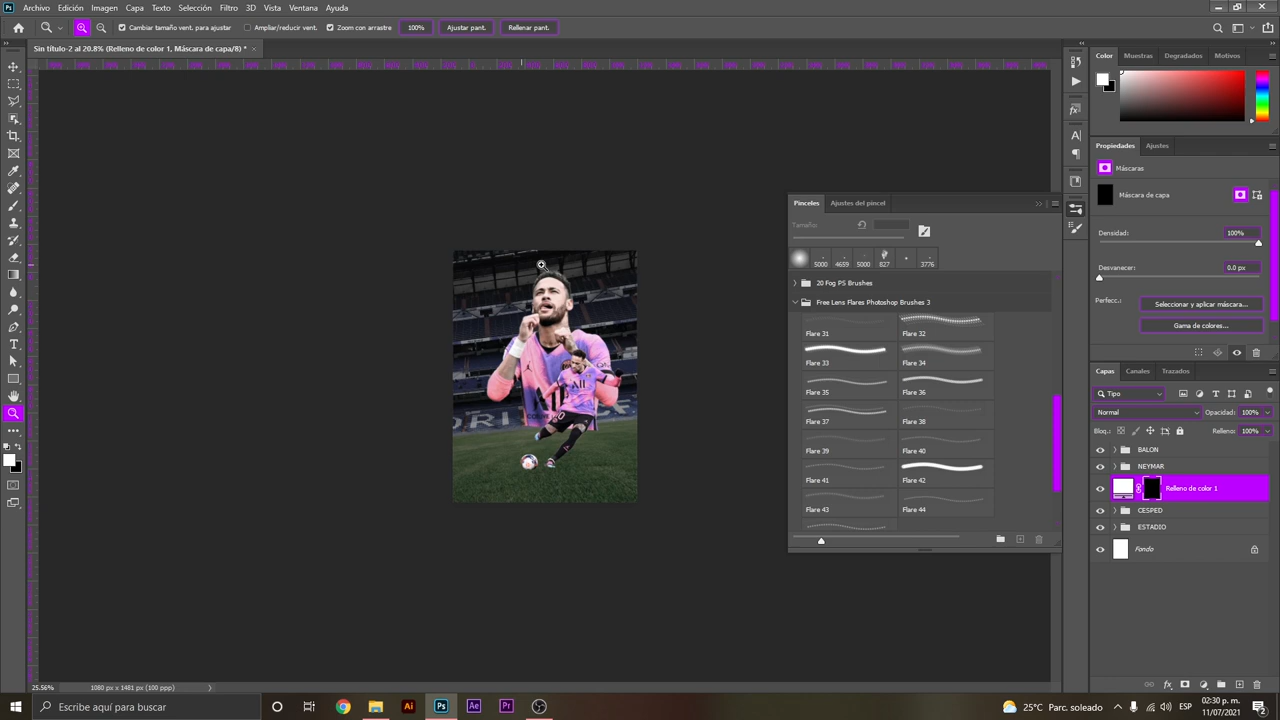 Ps Archivo Edición Imagen Capa Texto Selección Filtro 3D Vista Ventana Ayuda
Cambiar tamaño vent. para ajustar Ampliar/reducir vent. Zoom con arrastre 100% Ajustar pant. Rellenar pant.
Sin título-2 al 20.8% (Relleno de color 1, Máscara de capa/8) * ×
Color Muestras Degradados Motivos
Propiedades Ajustes
Máscaras
Máscara de capa
Densidad: 100%
Desvanecer: 0.0 px
Perfecc.: Seleccionar y aplicar máscara...
Gama de colores...
Pinceles Ajustes del pincel
Tamaño:
5000 4659 5000 827 3776
20 Fog PS Brushes
Free Lens Flares Photoshop Brushes 3
Flare 31 Flare 32
Flare 33 Flare 34
Flare 35 Flare 36
Flare 37 Flare 38
Flare 39 Flare 40
Flare 41 Flare 42
Flare 43 Flare 44
Capas Canales Trazados
Tipo
Normal Opacidad: 100%
Bloq.: Relleno: 100%
BALON
NEYMAR
Relleno de color 1
CESPED
ESTADIO
Fondo
25.56% 1080 px x 1481 px (100 ppp)
Escribe aquí para buscar
Ai Ps Ae Pr
25°C Parc. soleado ESP 02:30 p. m.
11/07/2021 2